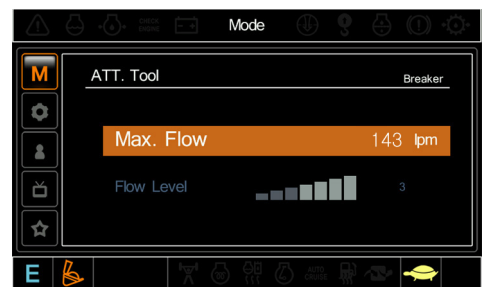 CHECK ENGINE Mode
M
ATT. Tool Breaker
Max. Flow 143 lpm
Flow Level 3
E AUTO CRUISE